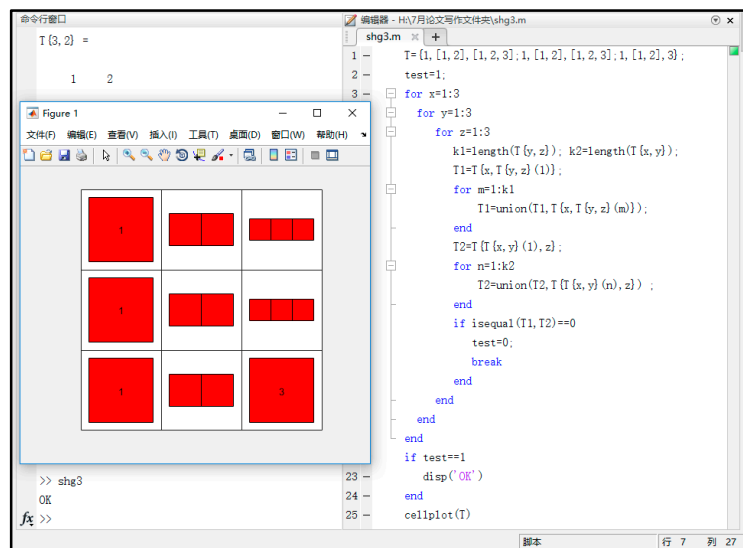 命令行窗口
T{3,2} =
1 2
Figure 1
文件(F) 编辑(E) 查看(V) 插入(I) 工具(T) 桌面(D) 窗口(W) 帮助(H)
1
1
1
3
>> shg3
OK
fx >>
编辑器 - H:\7月论文写作文件夹\shg3.m
shg3.m
1 T={1,[1,2],[1,2,3];1,[1,2],[1,2,3];1,[1,2],3};
2 test=1;
3 for x=1:3
for y=1:3
for z=1:3
k1=length(T{y,z}); k2=length(T{x,y});
T1=T{x,T{y,z}(1)};
for m=1:k1
T1=union(T1,T{x,T{y,z}(m)});
end
T2=T{T{x,y}(1),z};
for n=1:k2
T2=union(T2,T{T{x,y}(n),z}) ;
end
if isequal(T1,T2)==0
test=0;
break
end
end
end
end
if test==1
23 disp('OK')
24 end
25 cellplot(T)
脚本
行 7 列 27